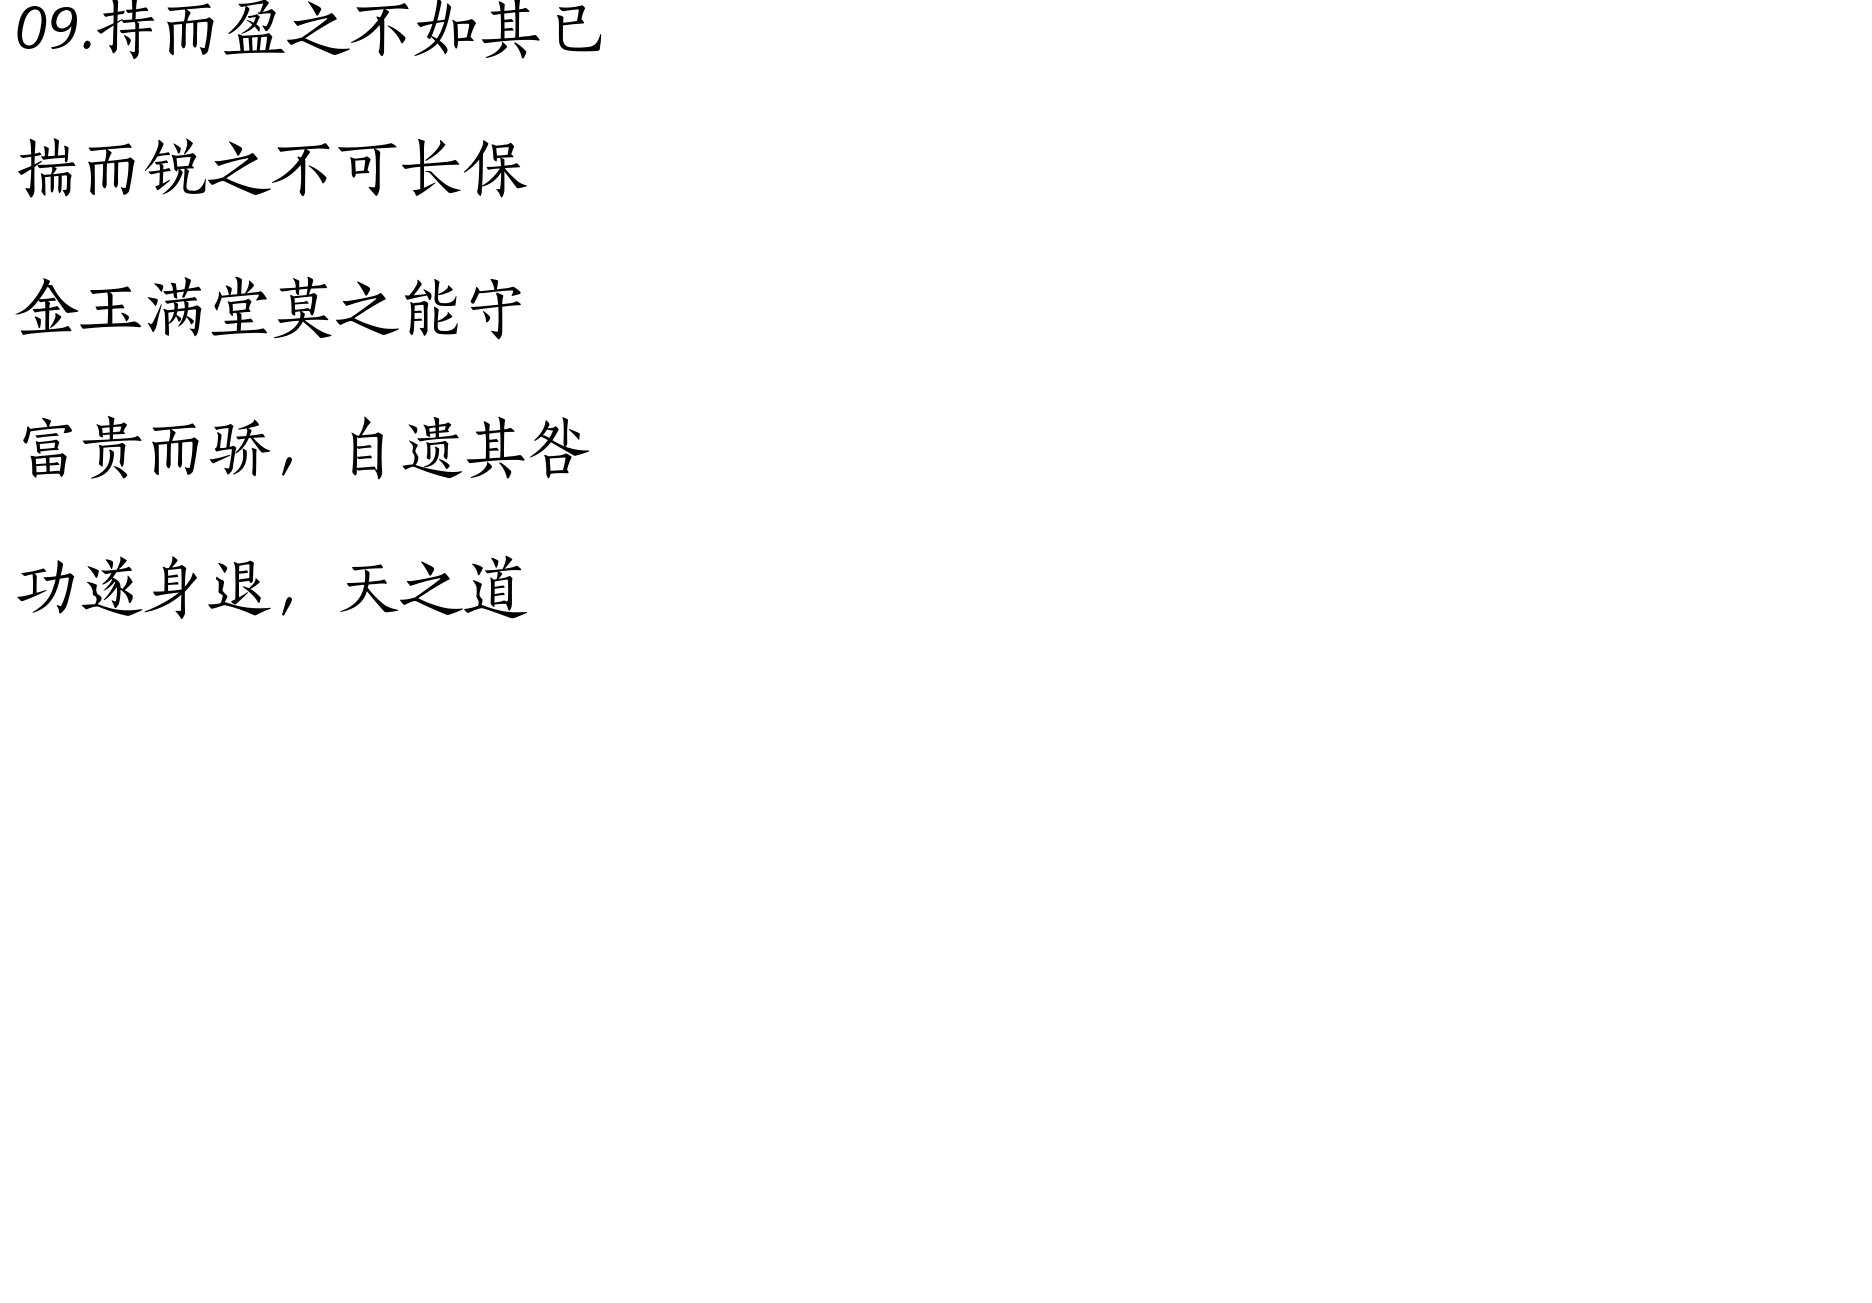 09.持而盈之不如其已
揣而锐之不可长保
金玉满堂莫之能守
富贵而骄，自遗其咎
功遂身退，天之道